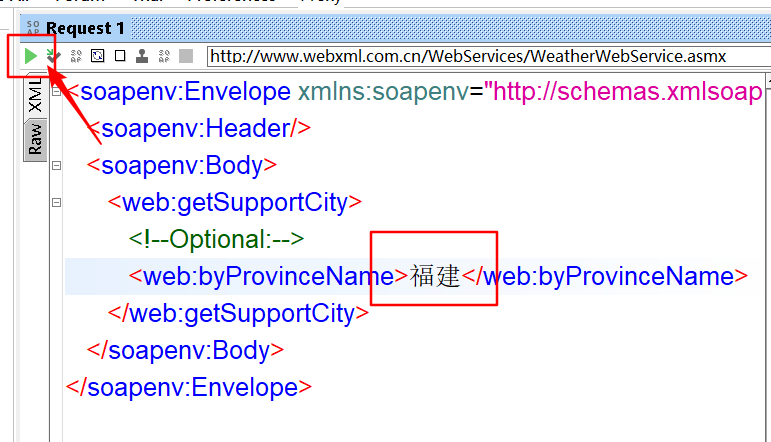 Request 1
http://www.webxml.com.cn/WebServices/WeatherWebService.asmx
XML
Raw
<soapenv:Envelope xmlns:soapenv="http://schemas.xmlsoap
<soapenv:Header/>
<soapenv:Body>
<web:getSupportCity>
<!--Optional:-->
<web:byProvinceName>福建</web:byProvinceName>
</web:getSupportCity>
</soapenv:Body>
</soapenv:Envelope>